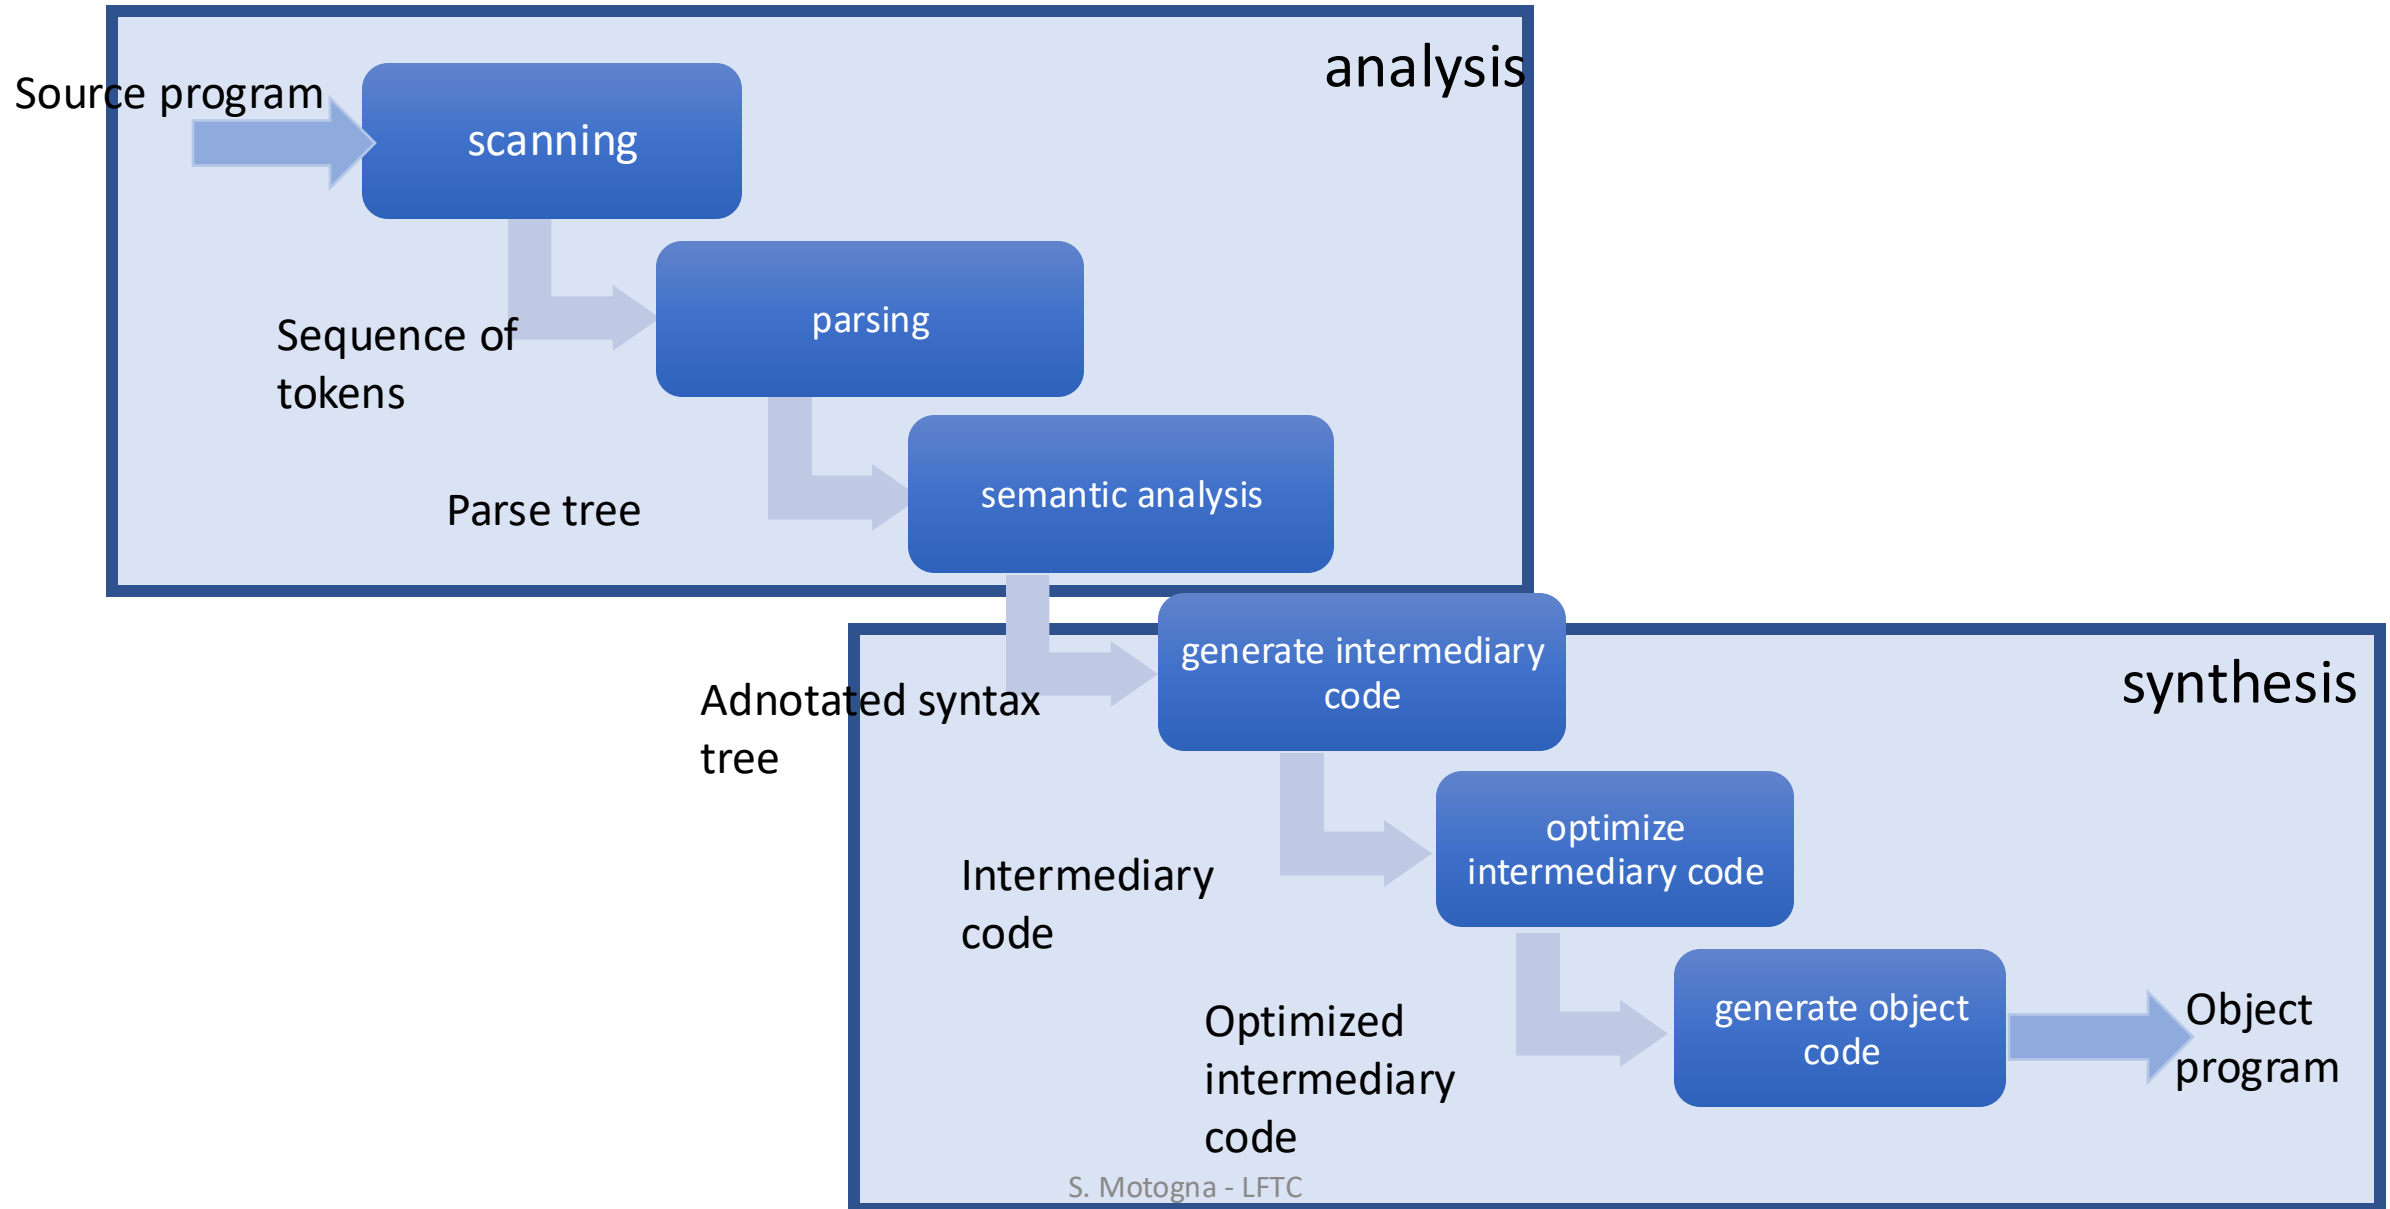 analysis
Source program
scanning
parsing
Sequence of
tokens
semantic analysis
Parse tree
generate intermediary
code
synthesis
Adnotated syntax
tree
optimize
intermediary code
Intermediary
code
generate object
code
Object
program
Optimized
intermediary
code
S. Motogna - LFTC